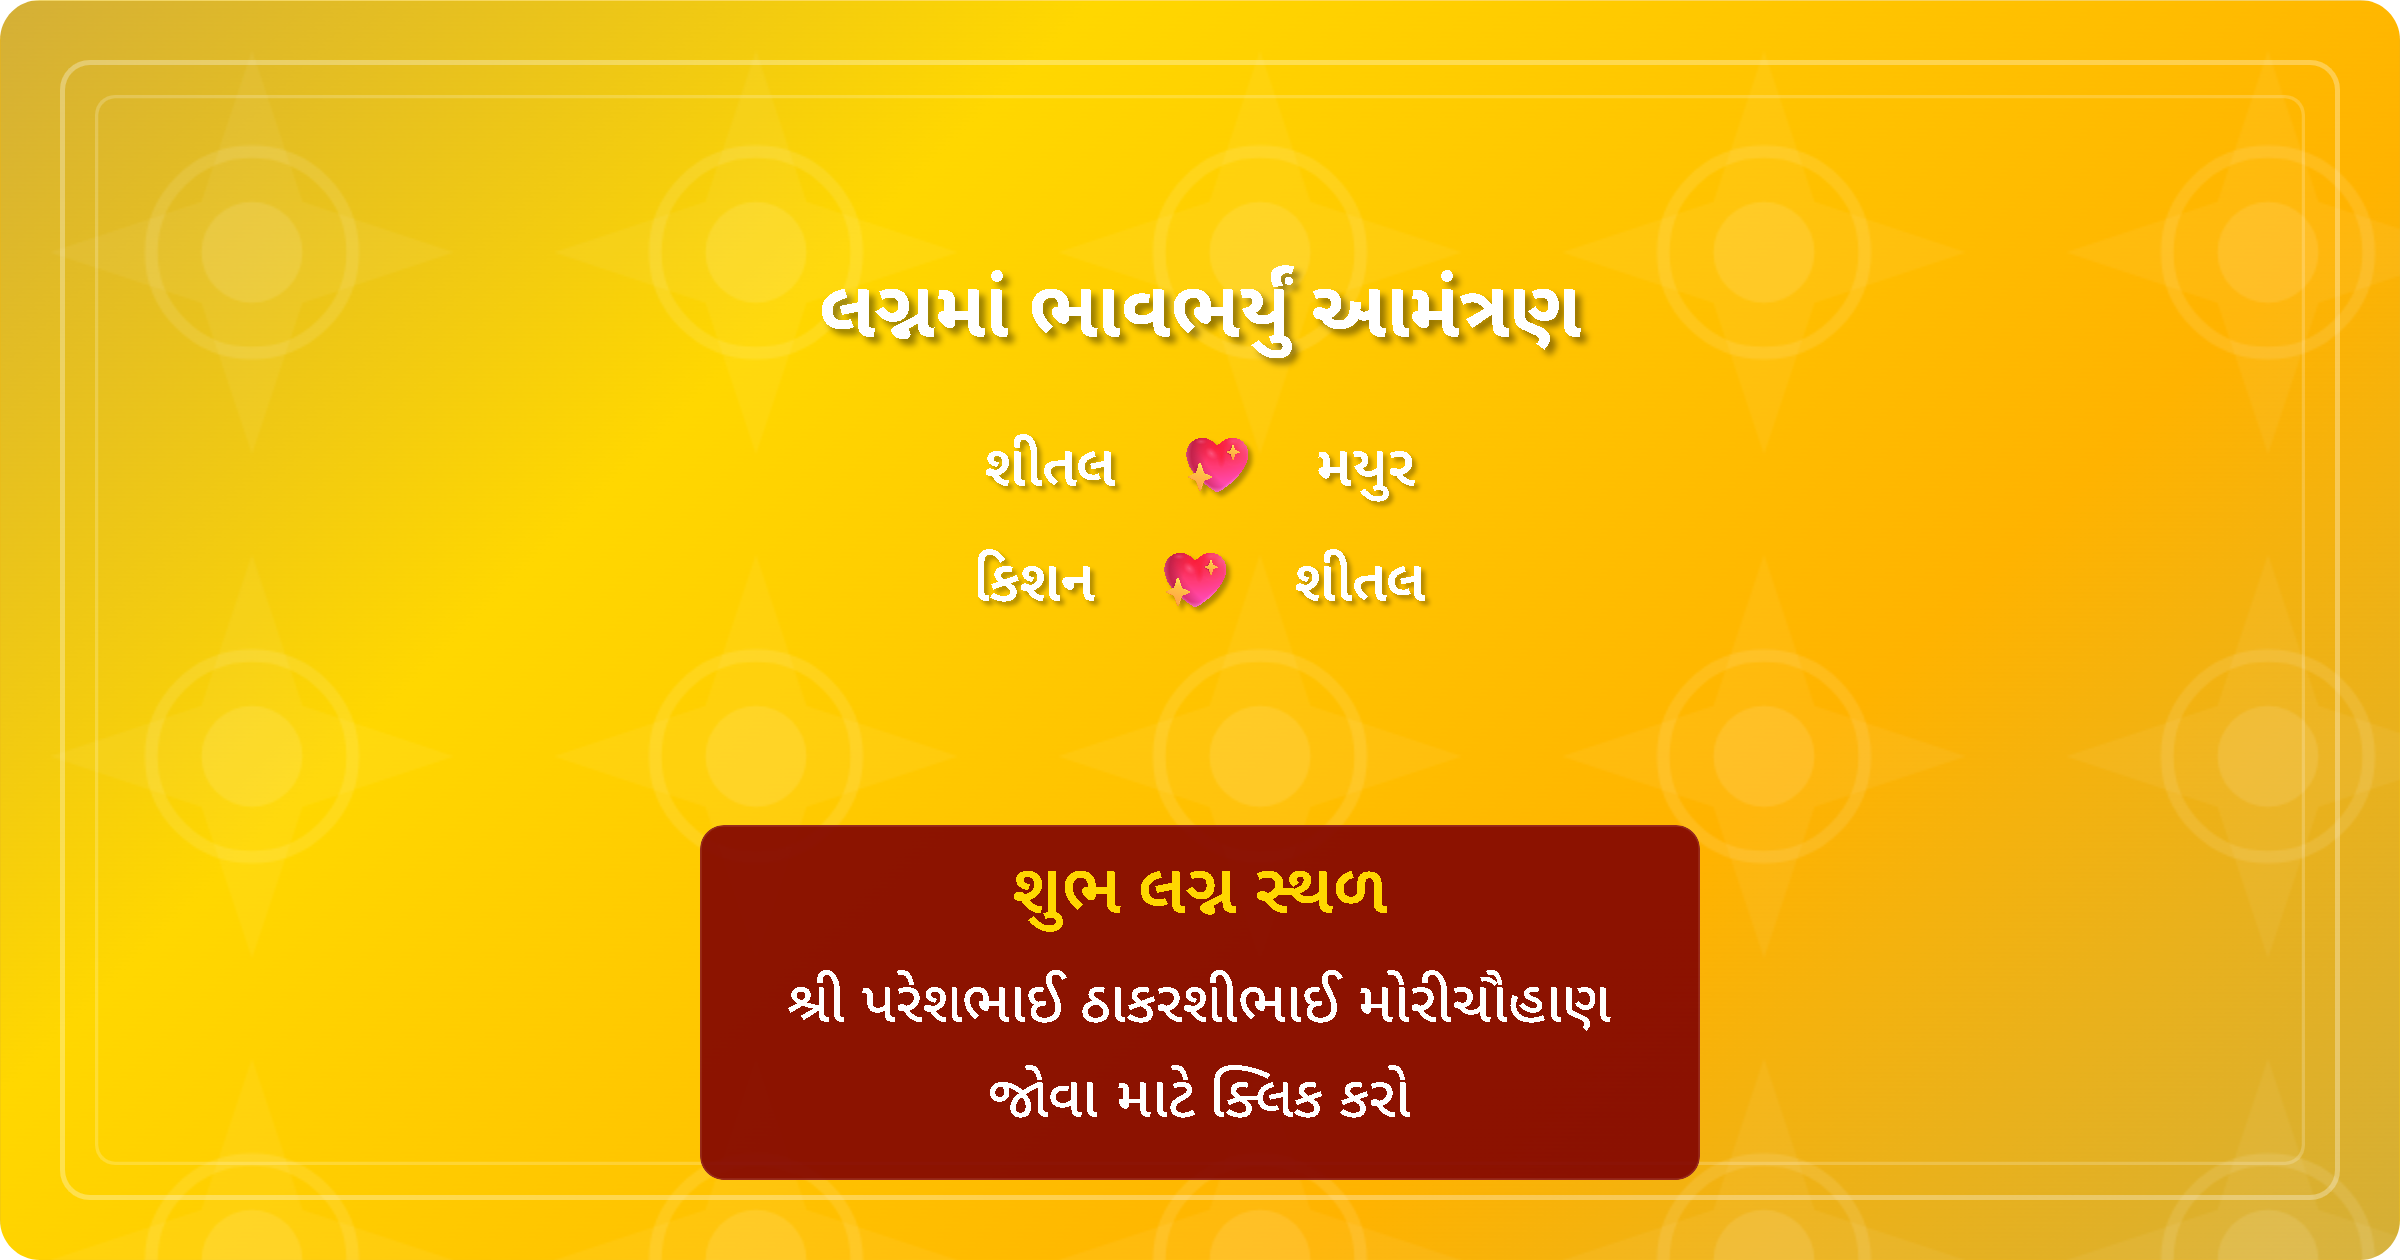 લગ્નમાં ભાવભર્યું આમંત્રણ
શીતલ 💖 મયુર
કિશન 💖 શીતલ
શુભ લગ્ન સ્થળ
શ્રી પરેશભાઈ ઠાકરશીભાઈ મોરીચૌહાણ
જોવા માટે ક્લિક કરો